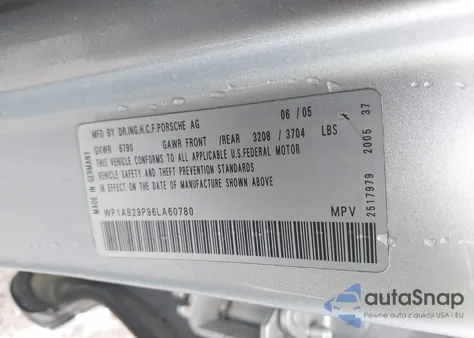 MFD BY DR.ING.H.C.F.PORSCHE AG 06 / 05
GVWR 6790 GAWR FRONT /REAR 3208 / 3704 LBS
THIS VEHICLE CONFORMS TO ALL APPLICABLE U.S.FEDERAL MOTOR
VEHICLE SAFETY AND THEFT PREVENTION STANDARDS
IN EFFECT ON THE DATE OF MANUFACTURE SHOWN ABOVE.
WP1AB29P96LA60780 MPV
MADE IN GERMANY
2517979 2005 37
autoSnap
Pewne auta z aukcji USA i EU